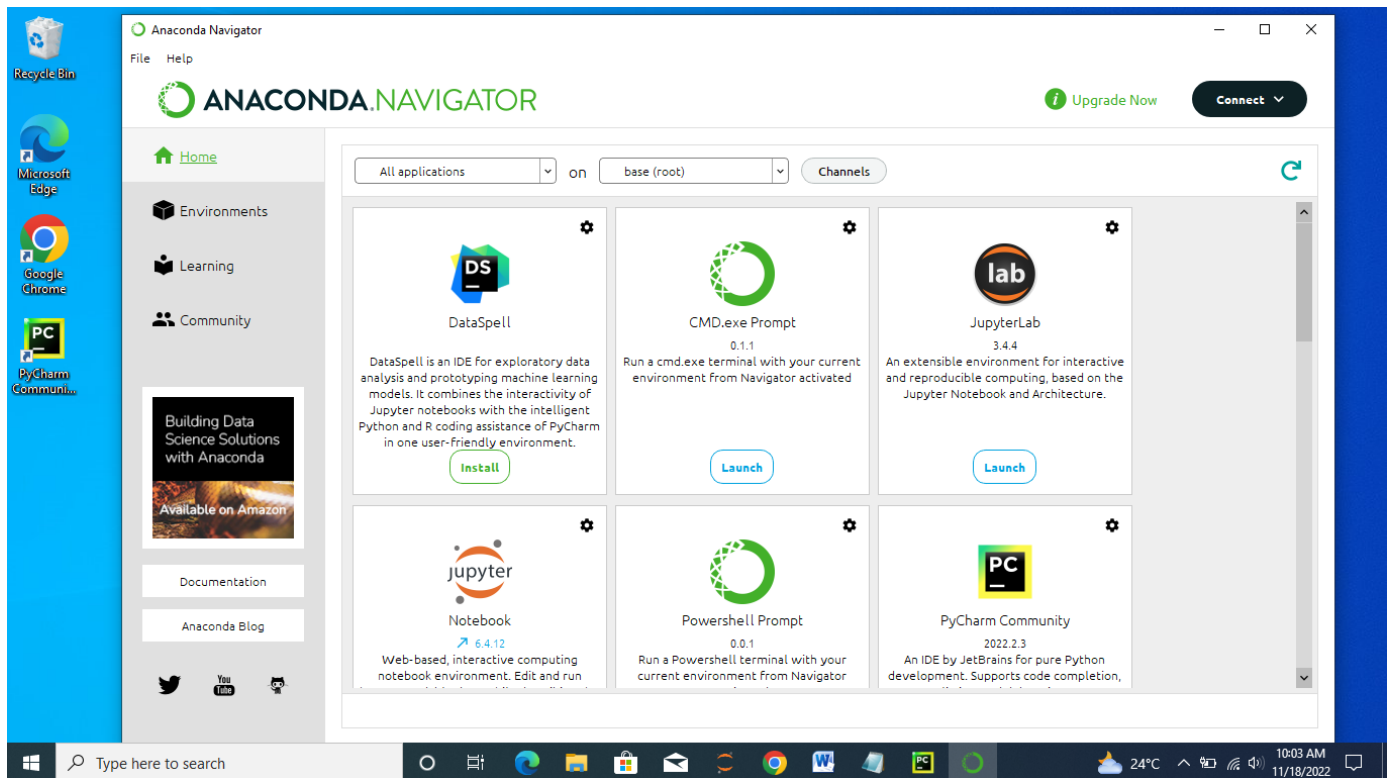 Recycle Bin
Microsoft
Edge
Google
Chrome
PC
PyCharm
Communi...
Anaconda Navigator
File Help
ANACONDA.NAVIGATOR
i Upgrade Now
Connect
Home
Environments
Learning
Community
Building Data
Science Solutions
with Anaconda
Available on Amazon
Documentation
Anaconda Blog
You
Tube
All applications on base (root) Channels
DS
DataSpell
DataSpell is an IDE for exploratory data
analysis and prototyping machine learning
models. It combines the interactivity of
Jupyter notebooks with the intelligent
Python and R coding assistance of PyCharm
in one user-friendly environment.
Install
CMD.exe Prompt
0.1.1
Run a cmd.exe terminal with your current
environment from Navigator activated
Launch
lab
JupyterLab
3.4.4
An extensible environment for interactive
and reproducible computing, based on the
Jupyter Notebook and Architecture.
Launch
jupyter
Notebook
6.4.12
Web-based, interactive computing
notebook environment. Edit and run
Powershell Prompt
0.0.1
Run a Powershell terminal with your
current environment from Navigator
PC
PyCharm Community
2022.2.3
An IDE by JetBrains for pure Python
development. Supports code completion,
Type here to search
W
PC
24°C
10:03 AM
11/18/2022